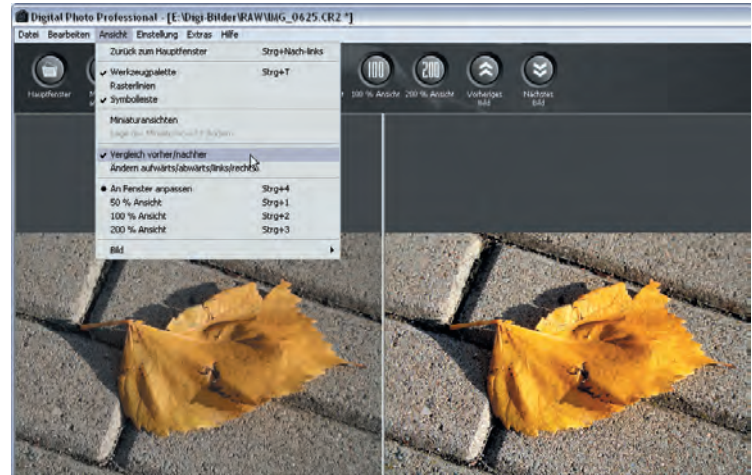 Digital Photo Professional - [E:\Digi-Bilder\RAW\IMG_0625.CR2 *]
Datei Bearbeiten Ansicht Einstellung Extras Hilfe
Zurück zum Hauptfenster Strg+Nach-links
Werkzeugpalette Strg+T
Rasterlinien
Symbolleiste
Miniaturansichten
Vergleich vorher/nachher
Ändern aufwärts/abwärts/links/rechts
An Fenster anpassen Strg+4
50 % Ansicht Strg+1
100 % Ansicht Strg+2
200 % Ansicht Strg+3
Bild
Hauptfenster
100 200
100 % Ansicht 200 % Ansicht Vorheriges Bild Nächstes Bild